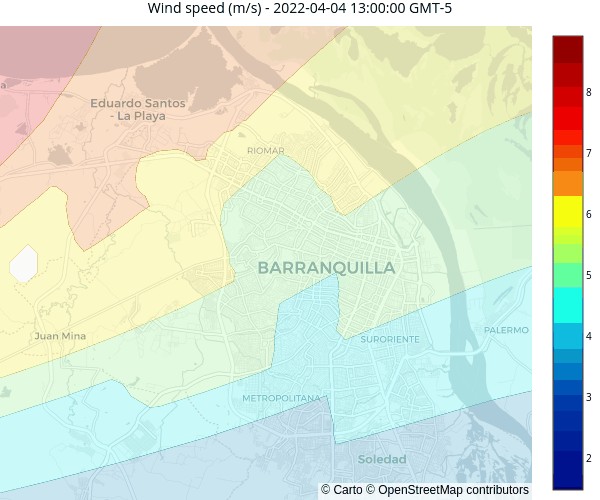 Wind speed (m/s) - 2022-04-04 13:00:00 GMT-5
a
8
Eduardo Santos
- La Playa
RIOMAR
7
6
BARRANQUILLA
5
Juan Mina
SURORIENTE
PALERMO
4
METROPOLITANA
3
Soledad
2
© Carto © OpenStreetMap contributors